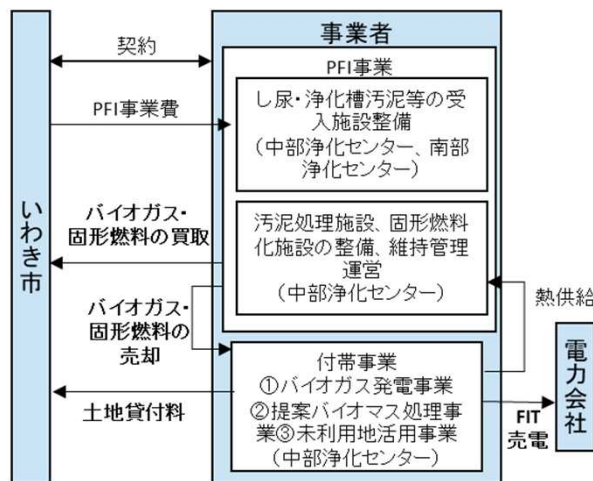 事業者
契約
PFI事業
し尿・浄化槽汚泥等の受
入施設整備
(中部浄化センター、南部
浄化センター)
PFI事業費
いわき市
バイオガス・
固形燃料の買取
汚泥処理施設、固形燃料
化施設の整備、維持管理
運営
(中部浄化センター)
バイオガス・
固形燃料の
売却
熱供給
付帯事業
①バイオガス発電事業
②提案バイオマス処理事
業③未利用地活用事業
(中部浄化センター)
土地貸付料
FIT
売電
電力会社